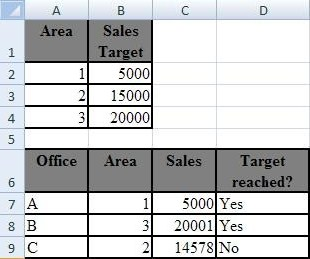 A B C D
1 Area Sales Target
2 1 5000
3 2 15000
4 3 20000
5
6 Office Area Sales Target reached?
7 A 1 5000 Yes
8 B 3 20001 Yes
9 C 2 14578 No